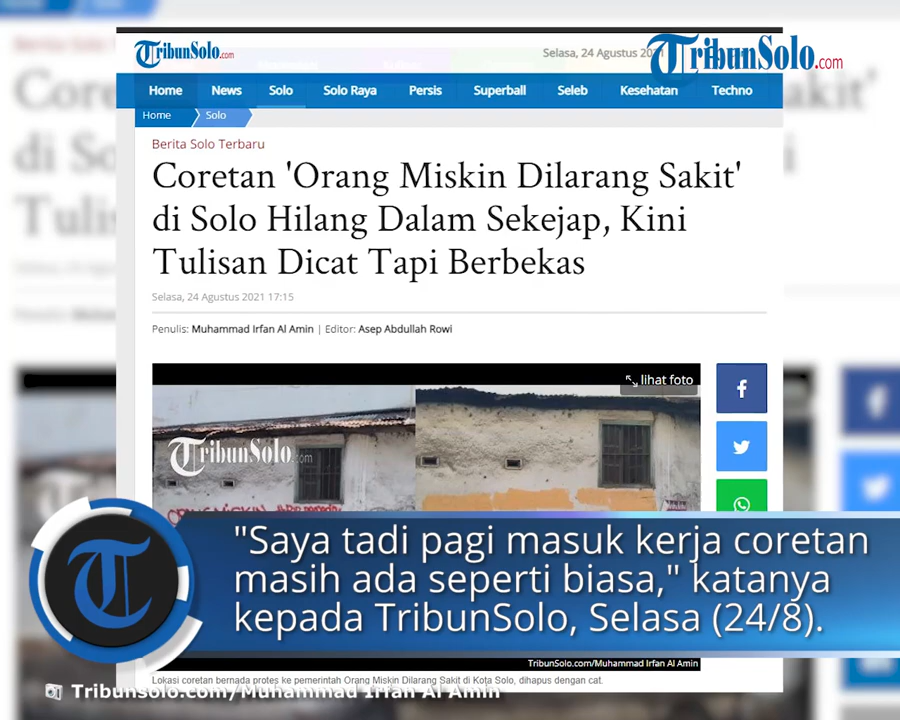 TribunSolo.com
Selasa, 24 Agustus
TribunSolo.com
Home News Solo Solo Raya Persis Superball Seleb Kesehatan Techno
Home Solo
Berita Solo Terbaru
Coretan 'Orang Miskin Dilarang Sakit'
di Solo Hilang Dalam Sekejap, Kini
Tulisan Dicat Tapi Berbekas
Selasa, 24 Agustus 2021 17:15
Penulis: Muhammad Irfan Al Amin | Editor: Asep Abdullah Rowi
lihat foto
TribunSolo.com
"Saya tadi pagi masuk kerja coretan
masih ada seperti biasa," katanya
kepada TribunSolo, Selasa (24/8).
TribunSolo.com/Muhammad Irfan Al Amin
Lokasi coretan bernada protes ke pemerintah Orang Miskin Dilarang Sakit di Kota Solo, dihapus dengan cat.
Tribunsolo.com/Muhammad Irfan Al Amin